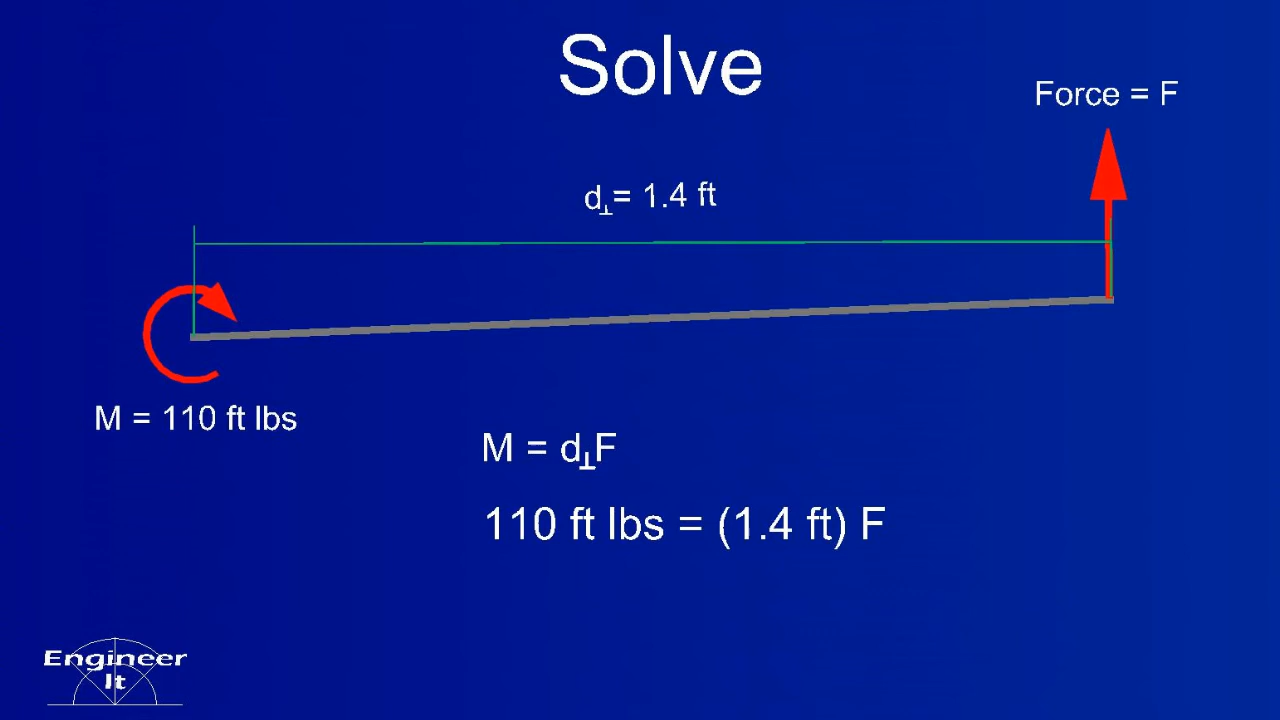 Solve
Force = F
d⊥= 1.4 ft
M = 110 ft lbs
M = d⊥F
110 ft lbs = (1.4 ft) F
Engineer
It